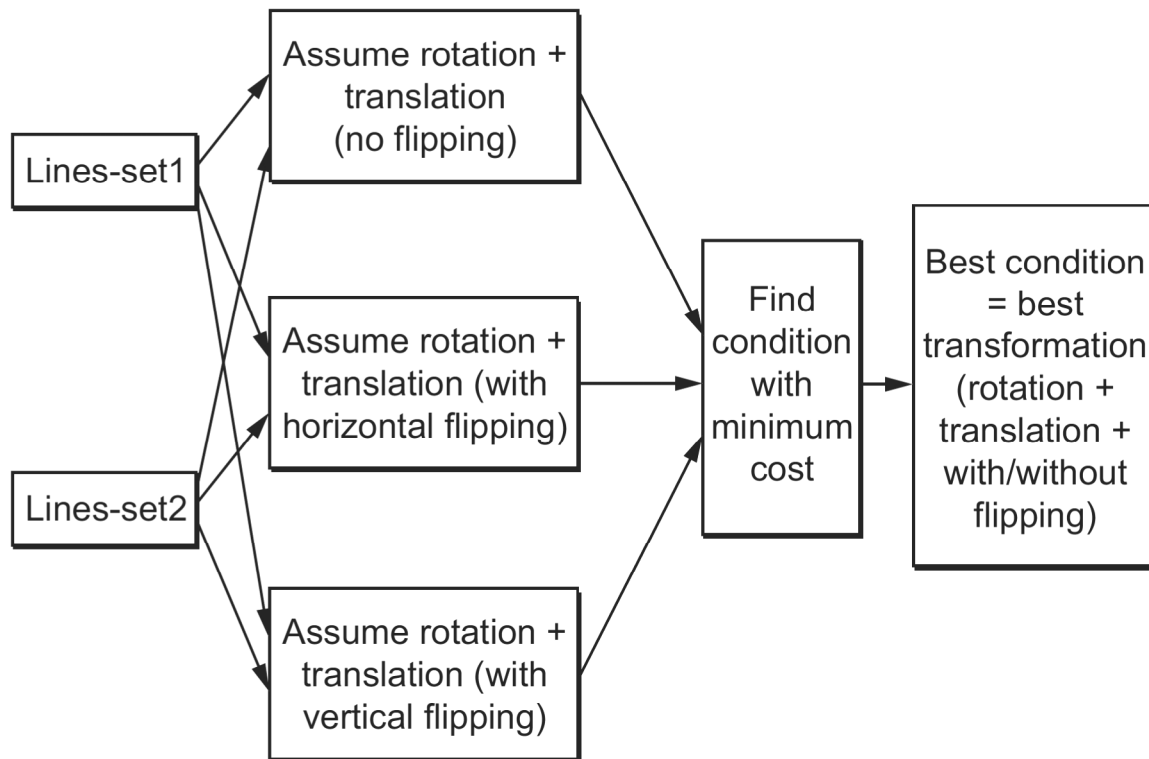 Lines-set1
Lines-set2
Assume rotation +
translation
(no flipping)
Assume rotation +
translation (with
horizontal flipping)
Assume rotation +
translation (with
vertical flipping)
Find
condition
with
minimum
cost
Best condition
= best
transformation
(rotation +
translation +
with/without
flipping)